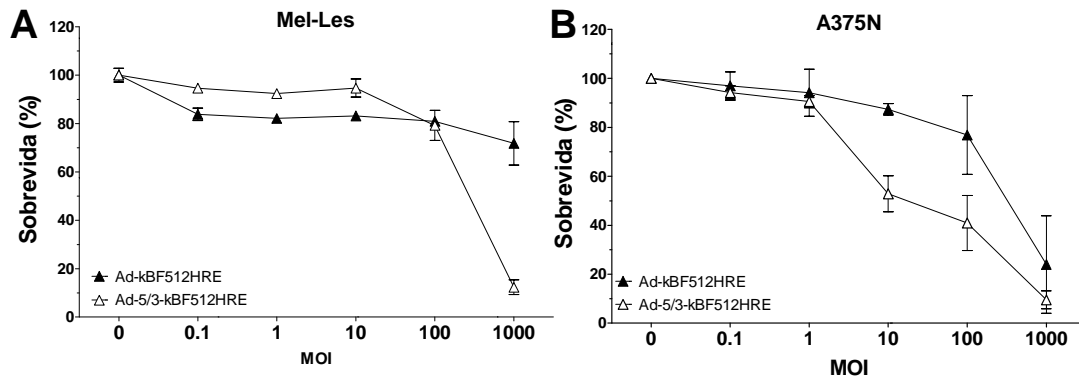 A
Mel-Les
120
100
80
60
40
20
0
Sobrevida (%)
Ad-kBF512HRE
Ad-5/3-kBF512HRE
0 0.1 1 10 100 1000
MOI
B
A375N
120
100
80
60
40
20
0
Sobrevida (%)
Ad-kBF512HRE
Ad-5/3-kBF512HRE
0 0.1 1 10 100 1000
MOI